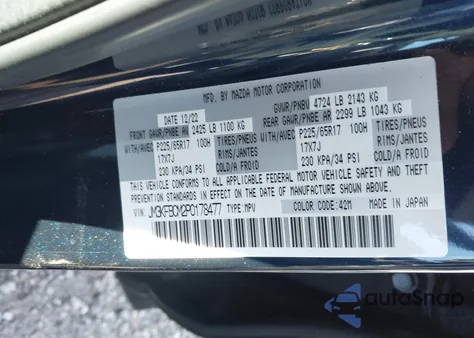 MFD. BY MAZDA MOTOR CORPORATION
DATE 12/22 GVWR/PNBV 4724 LB 2143 KG
FRONT GAWR/PNBE AV 2425 LB 1100 KG REAR GAWR/PNBE AR 2299 LB 1043 KG
WITH/AVEC P225/65R17 100H TIRES/PNEUS WITH/AVEC P225/65R17 100H TIRES/PNEUS
17X7J RIMS/JANTES 17X7J RIMS/JANTES
230 KPA/34 PSI COLD/A FROID 230 KPA/34 PSI COLD/A FROID
THIS VEHICLE CONFORMS TO ALL APPLICABLE FEDERAL MOTOR VEHICLE SAFETY
STANDARDS IN EFFECT ON THE DATE OF MANUFACTURE SHOWN ABOVE.
VIN: JM3KFBCM2P0178477 TYPE:MPV COLOR CODE: 42M MADE IN JAPAN
autoSnap